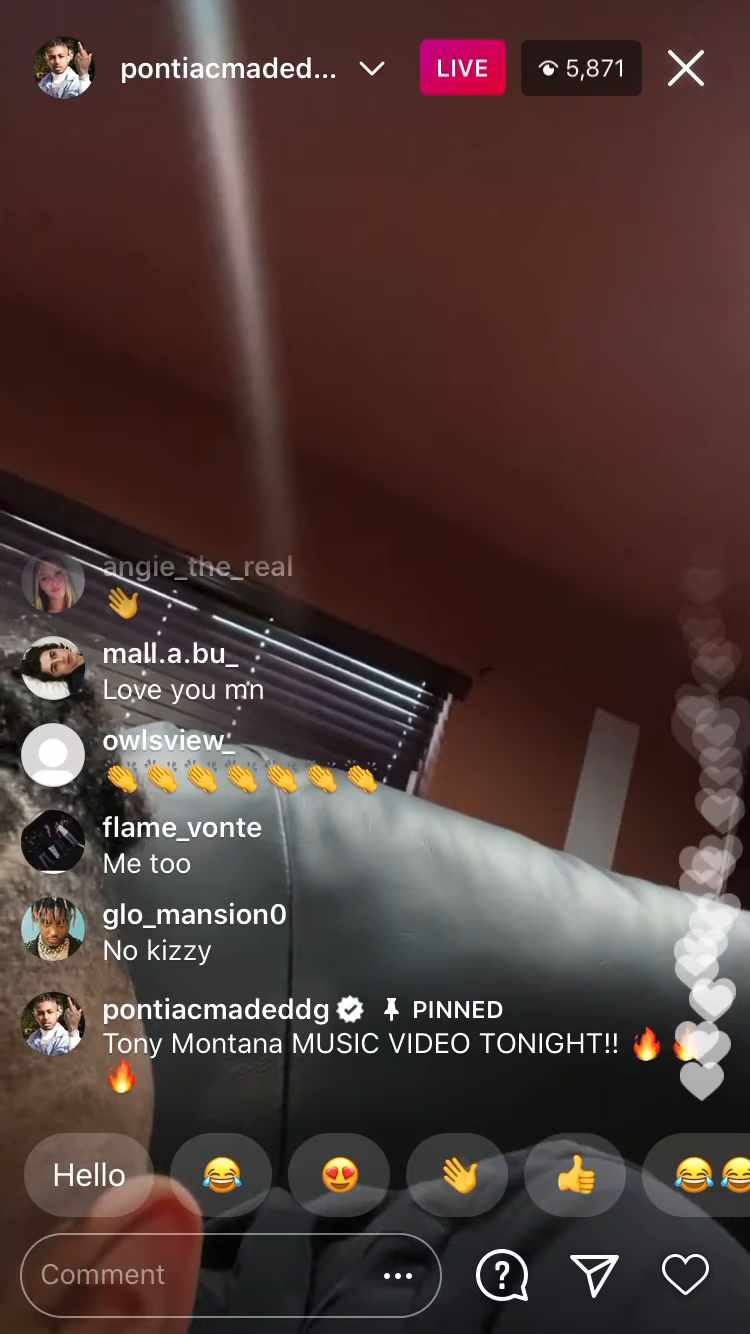 pontiacmaded... LIVE 5,871
angie_the_real
👋
mall.a.bu_
Love you mn
owlsview_
👏👏👏👏👏👏👏
flame_vonte
Me too
glo_mansion0
No kizzy
pontiacmadeddg PINNED
Tony Montana MUSIC VIDEO TONIGHT!! 🔥🔥
🔥
Hello 😂 😍 👋 👍 😂😂
Comment